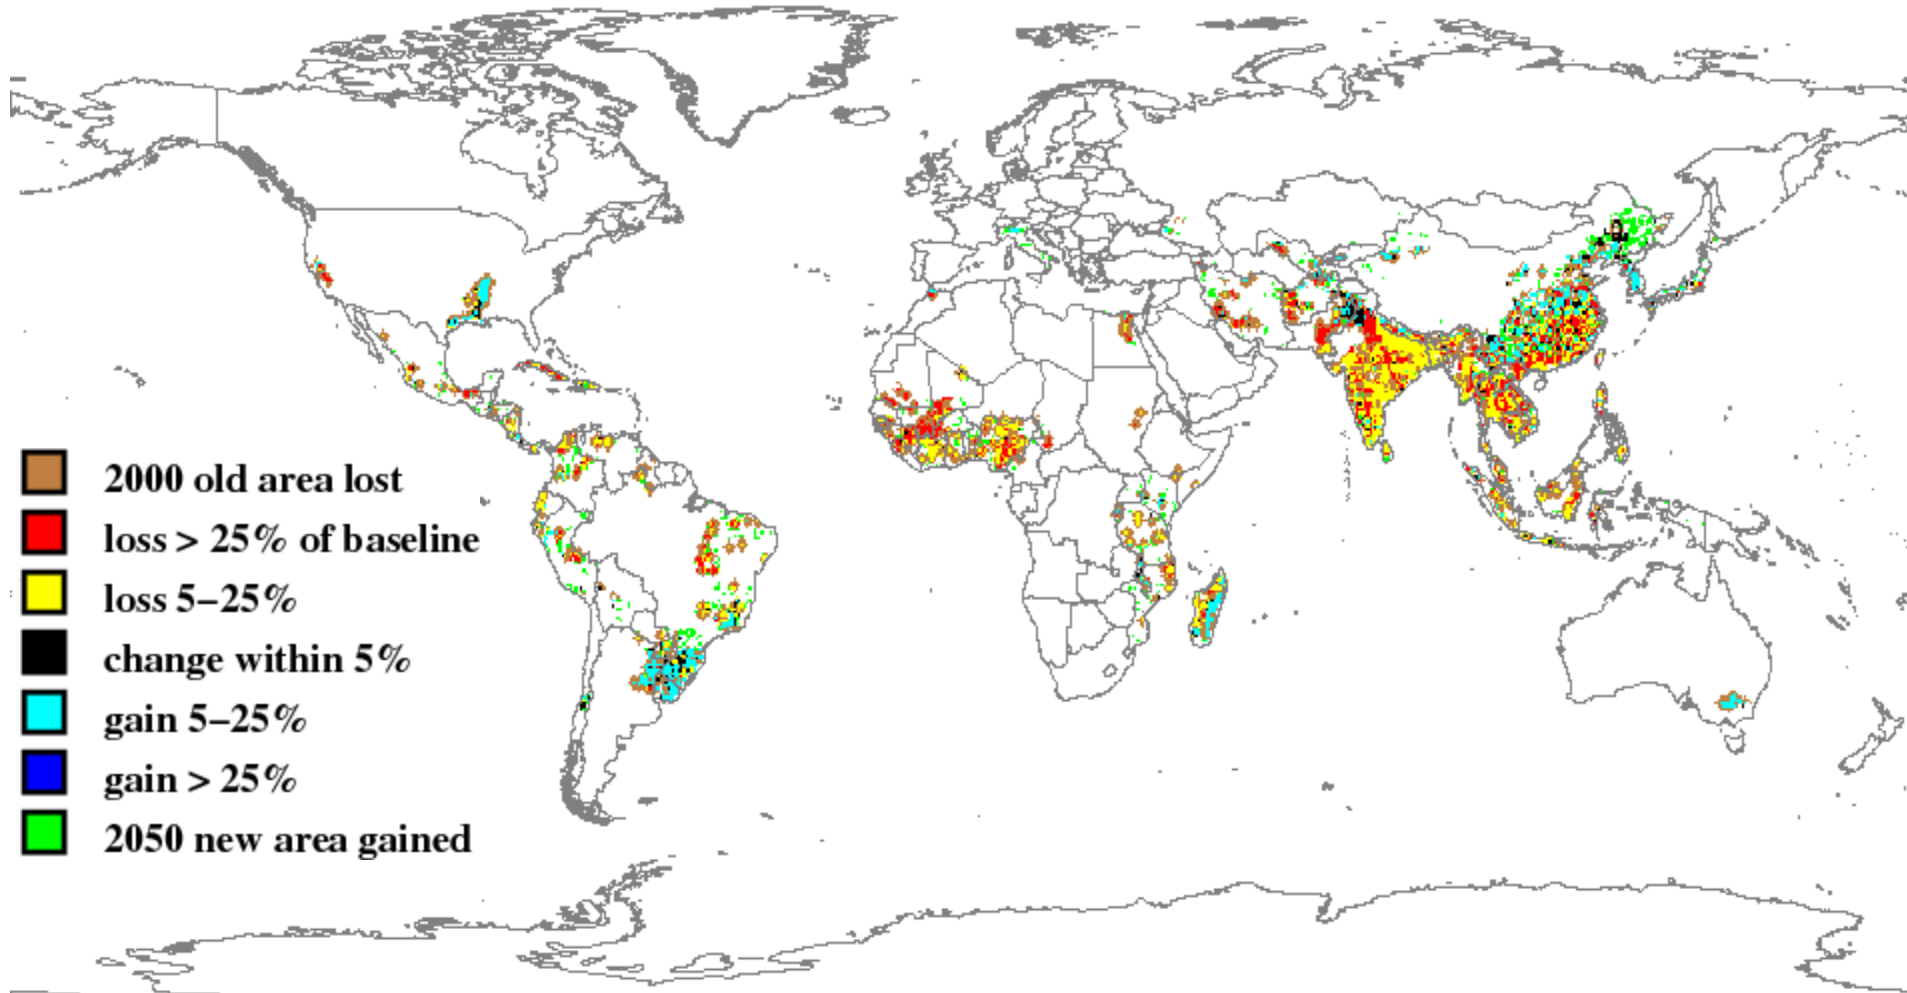 2000 old area lost
loss > 25% of baseline
loss 5–25%
change within 5%
gain 5–25%
gain > 25%
2050 new area gained